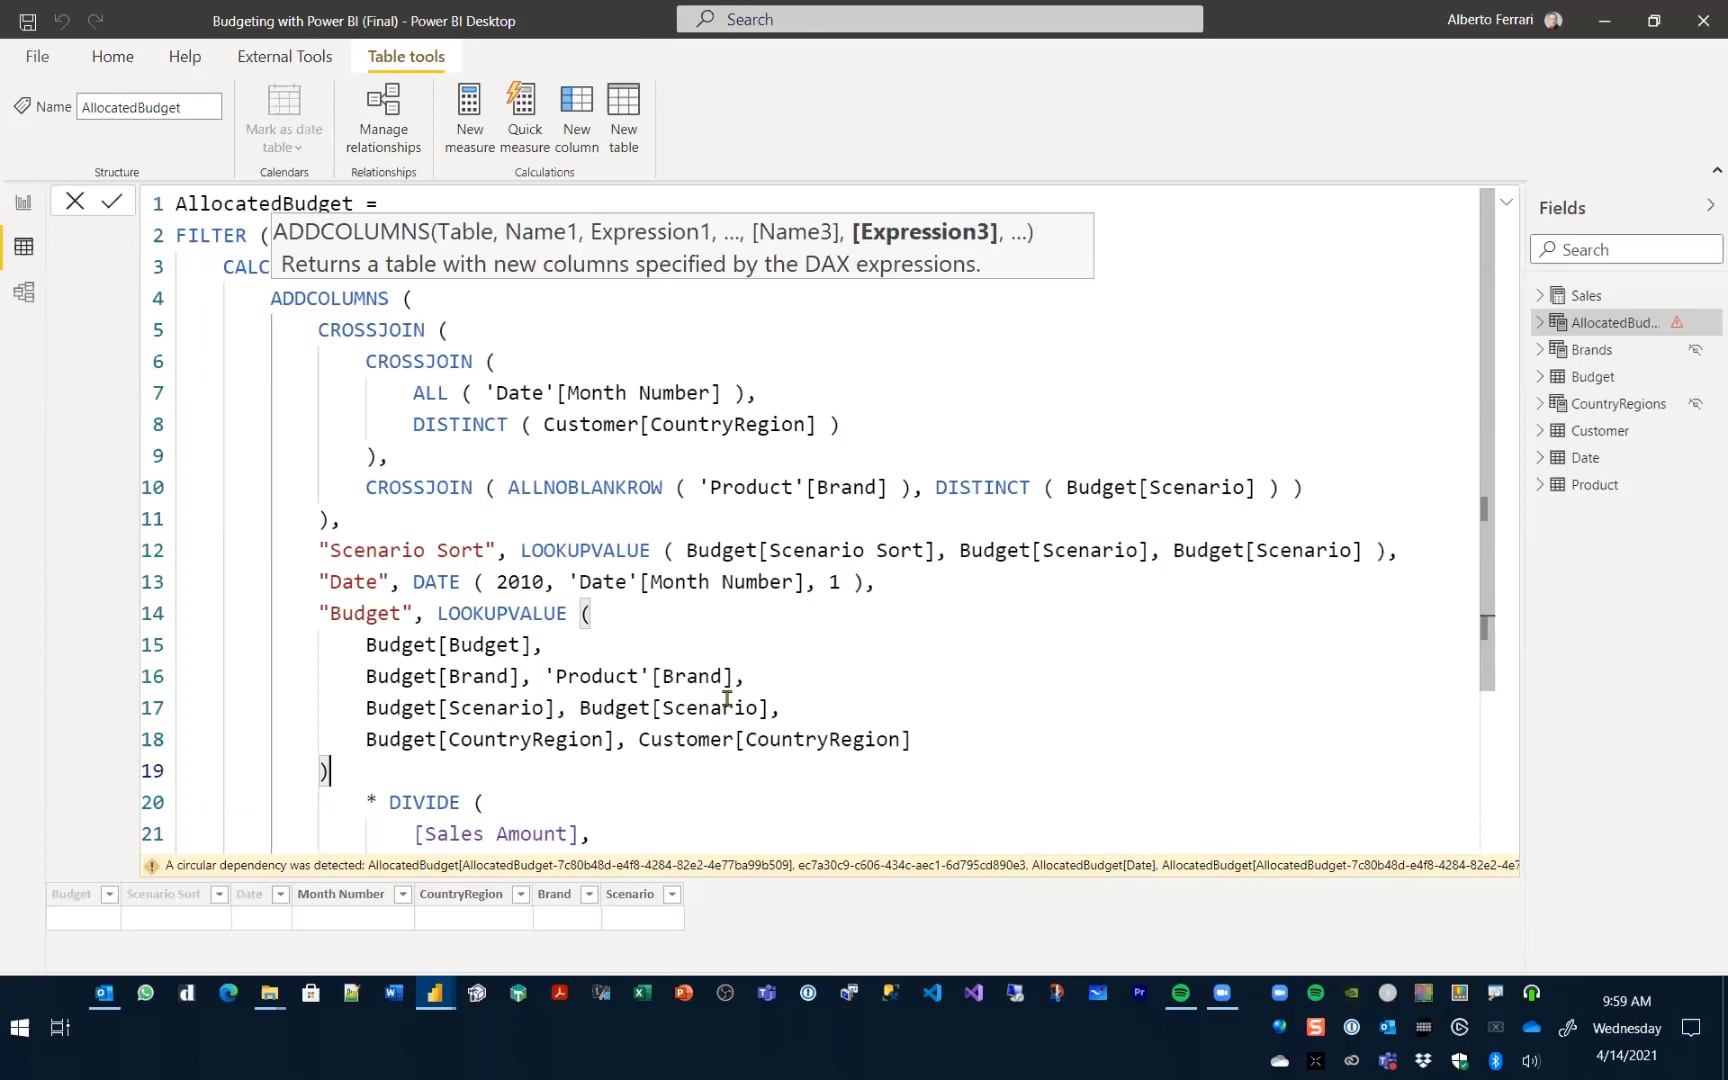 Budgeting with Power BI (Final) - Power BI Desktop
Search
Alberto Ferrari
File
Home
Help
External Tools
Table tools
Name
AllocatedBudget
Mark as date table
Manage relationships
New measure
Quick measure
New column
New table
Structure
Calendars
Relationships
Calculations
1 AllocatedBudget =
2 FILTER (
ADDCOLUMNS(Table, Name1, Expression1, ..., [Name3], [Expression3], ...)
Returns a table with new columns specified by the DAX expressions.
3 CALC
4 ADDCOLUMNS (
5 CROSSJOIN (
6 CROSSJOIN (
7 ALL ( 'Date'[Month Number] ),
8 DISTINCT ( Customer[CountryRegion] )
9 ),
10 CROSSJOIN ( ALLNOBLANKROW ( 'Product'[Brand] ), DISTINCT ( Budget[Scenario] ) )
11 ),
12 "Scenario Sort", LOOKUPVALUE ( Budget[Scenario Sort], Budget[Scenario], Budget[Scenario] ),
13 "Date", DATE ( 2010, 'Date'[Month Number], 1 ),
14 "Budget", LOOKUPVALUE (
15 Budget[Budget],
16 Budget[Brand], 'Product'[Brand],
17 Budget[Scenario], Budget[Scenario],
18 Budget[CountryRegion], Customer[CountryRegion]
19 )
20 * DIVIDE (
21 [Sales Amount],
A circular dependency was detected: AllocatedBudget[AllocatedBudget-7c80b48d-e4f8-4284-82e2-4e77ba99b509], ec7a30c9-c606-434c-aec1-6d795cd890e3, AllocatedBudget[Date], AllocatedBudget[AllocatedBudget-7c80b48d-e4f8-4284-82e2-4e7
Budget
Scenario Sort
Date
Month Number
CountryRegion
Brand
Scenario
Fields
Search
Sales
AllocatedBud...
Brands
Budget
CountryRegions
Customer
Date
Product
9:59 AM
Wednesday
4/14/2021